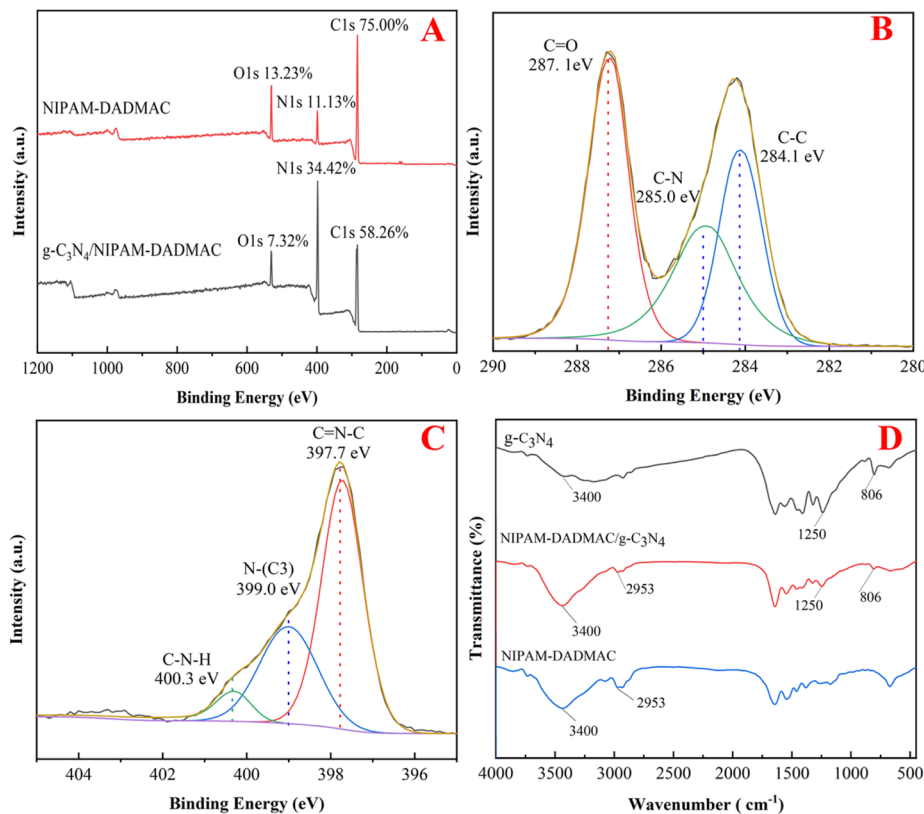 A
C1s 75.00%
O1s 13.23%
N1s 11.13%
NIPAM-DADMAC
N1s 34.42%
O1s 7.32%
C1s 58.26%
g-C₃N₄/NIPAM-DADMAC
Intensity (a.u.)
1200 1000 800 600 400 200 0
Binding Energy (eV)
B
C=O
287. 1eV
C-C
284.1 eV
C-N
285.0 eV
Intensity (a.u.)
290 288 286 284 282 280
Binding Energy (eV)
C
C=N-C
397.7 eV
N-(C3)
399.0 eV
C-N-H
400.3 eV
Intensity (a.u.)
404 402 400 398 396
Binding Energy (eV)
D
g-C₃N₄
3400
1250
806
NIPAM-DADMAC/g-C₃N₄
2953
3400
1250
806
NIPAM-DADMAC
2953
3400
Transmittance (%)
4000 3500 3000 2500 2000 1500 1000 500
Wavenumber ( cm⁻¹)